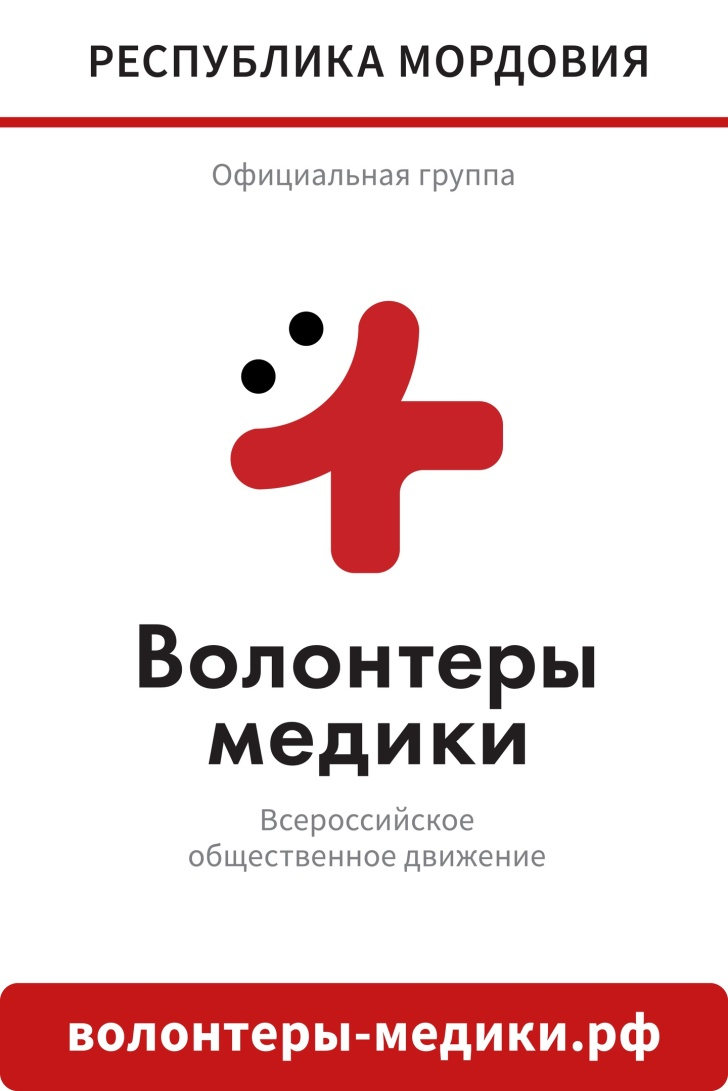 РЕСПУБЛИКА МОРДОВИЯ
Официальная группа
Волонтеры
медики
Всероссийское
общественное движение
волонтеры-медики.рф